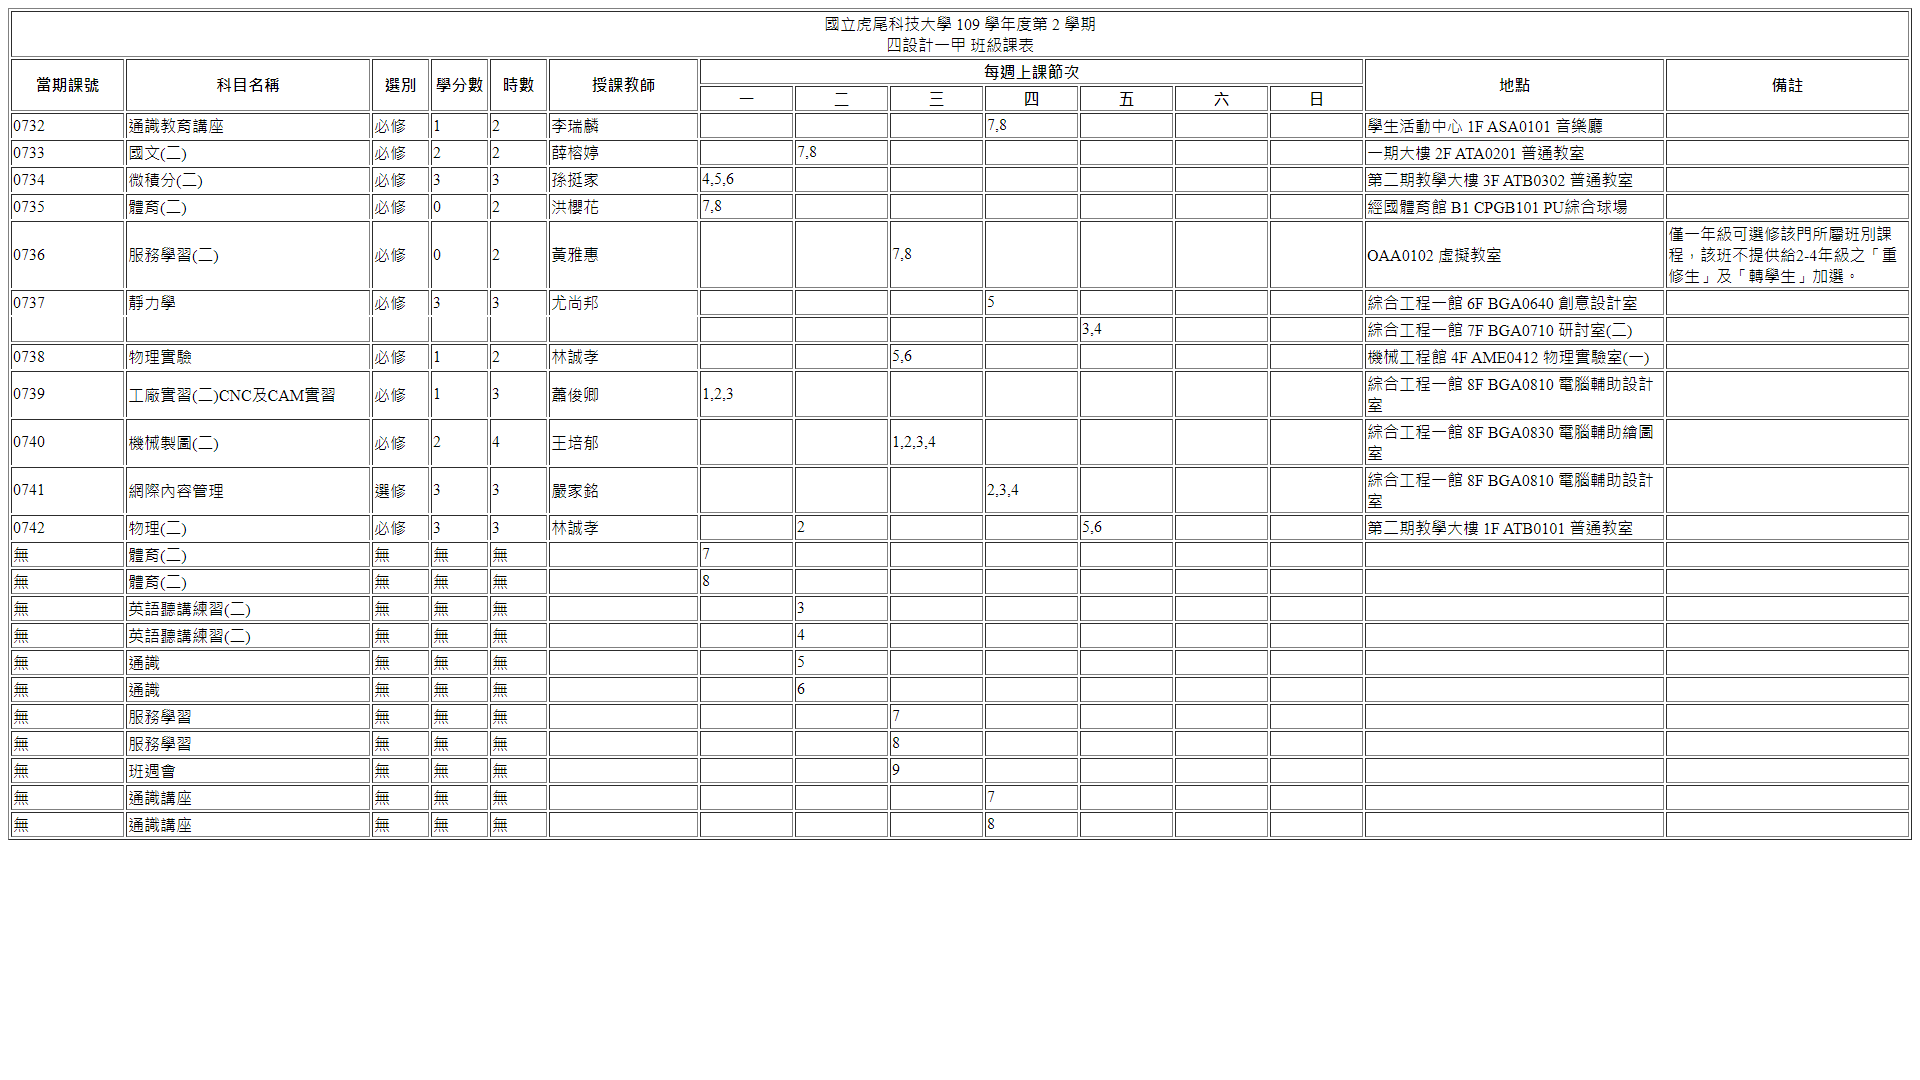 國立虎尾科技大學 109 學年度第 2 學期
四設計一甲 班級課表
當期課號 科目名稱 選別 學分數 時數 授課教師 每週上課節次 地點 備註
一 二 三 四 五 六 日
0732 通識教育講座 必修 1 2 李瑞麟 7,8 學生活動中心 1F ASA0101 音樂廳
0733 國文(二) 必修 2 2 薛榕婷 7,8 一期大樓 2F ATA0201 普通教室
0734 微積分(二) 必修 3 3 孫挺家 4,5,6 第二期教學大樓 3F ATB0302 普通教室
0735 體育(二) 必修 0 2 洪櫻花 7,8 經國體育館 B1 CPGB101 PU綜合球場
0736 服務學習(二) 必修 0 2 黃雅惠 7,8 OAA0102 虛擬教室 僅一年級可選修該門所屬班別課
程，該班不提供給2-4年級之「重
修生」及「轉學生」加選。
0737 靜力學 必修 3 3 尤尚邦 5 綜合工程一館 6F BGA0640 創意設計室
3,4 綜合工程一館 7F BGA0710 研討室(二)
0738 物理實驗 必修 1 2 林誠孝 5,6 機械工程館 4F AME0412 物理實驗室(一)
0739 工廠實習(二)CNC及CAM實習 必修 1 3 蕭俊卿 1,2,3 綜合工程一館 8F BGA0810 電腦輔助設計
室
0740 機械製圖(二) 必修 2 4 王培郁 1,2,3,4 綜合工程一館 8F BGA0830 電腦輔助繪圖
室
0741 網際內容管理 選修 3 3 嚴家銘 2,3,4 綜合工程一館 8F BGA0810 電腦輔助設計
室
0742 物理(二) 必修 3 3 林誠孝 2 5,6 第二期教學大樓 1F ATB0101 普通教室
無 體育(二) 無 無 無 7
無 體育(二) 無 無 無 8
無 英語聽講練習(二) 無 無 無 3
無 英語聽講練習(二) 無 無 無 4
無 通識 無 無 無 5
無 通識 無 無 無 6
無 服務學習 無 無 無 7
無 服務學習 無 無 無 8
無 班週會 無 無 無 9
無 通識講座 無 無 無 7
無 通識講座 無 無 無 8